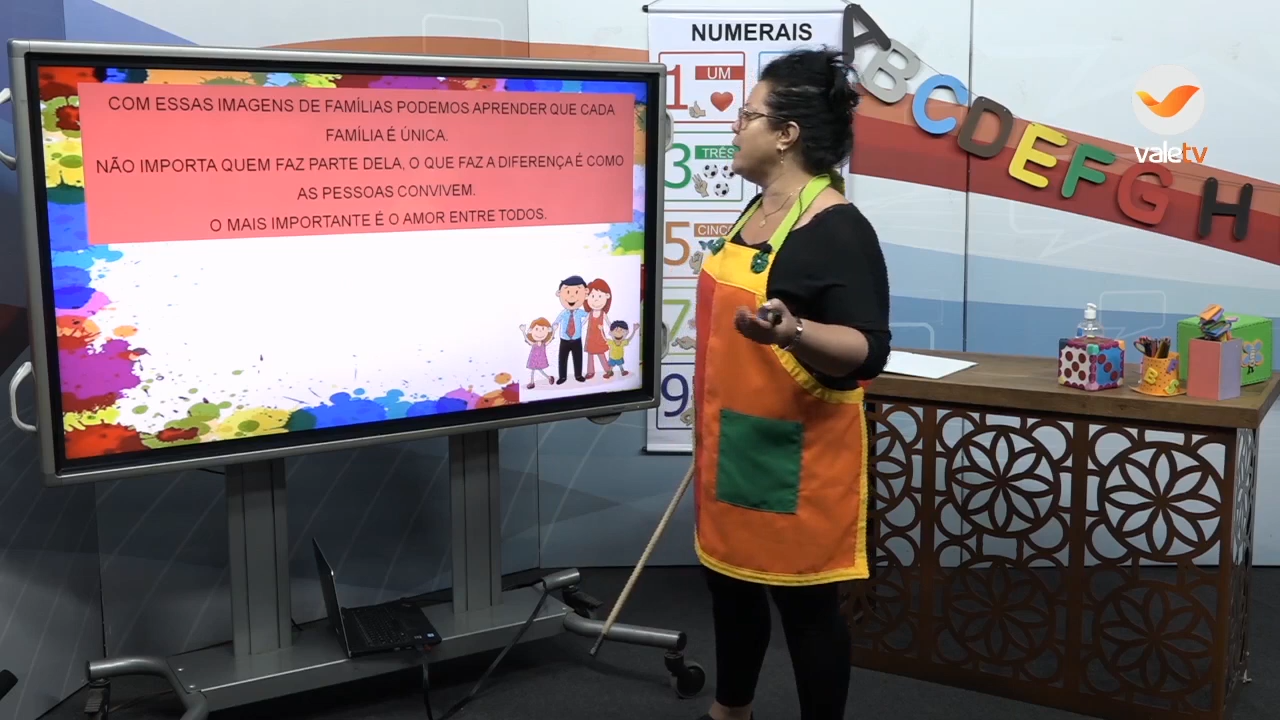 COM ESSAS IMAGENS DE FAMÍLIAS PODEMOS APRENDER QUE CADA
FAMÍLIA É ÚNICA.
NÃO IMPORTA QUEM FAZ PARTE DELA, O QUE FAZ A DIFERENÇA É COMO
AS PESSOAS CONVIVEM.
O MAIS IMPORTANTE É O AMOR ENTRE TODOS.
NUMERAIS
1 UM
3 TRÊS
5 CINCO
7
9
A B C D E F G H
valetv